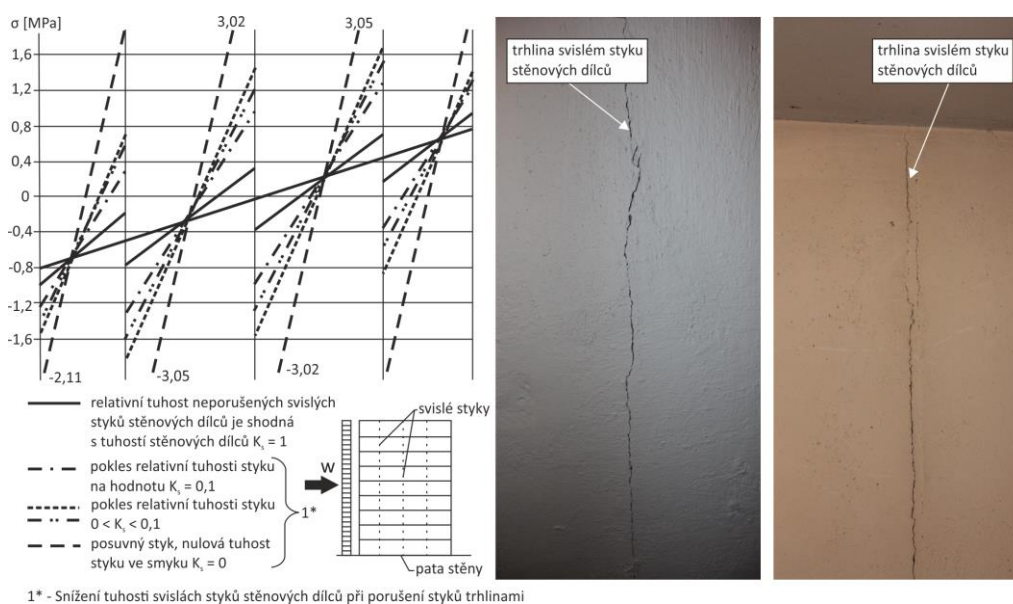 σ [MPa]
3,02
3,05
1,6
1,2
0,8
0,4
0
-0,4
-0,8
-1,2
-1,6
-2,11
-3,05
-3,02
relativní tuhost neporušených svislých
styků stěnových dílců je shodná
s tuhostí stěnových dílců Ks = 1
pokles relativní tuhosti styku
na hodnotu Ks = 0,1
pokles relativní tuhosti styku
0 < Ks < 0,1
posuvný styk, nulová tuhost
styku ve smyku Ks = 0
1*
svislé styky
w
pata stěny
1* - Snížení tuhosti svislách styků stěnových dílců při porušení styků trhlinami
trhlina svislém styku
stěnových dílců
trhlina svislém styku
stěnových dílců